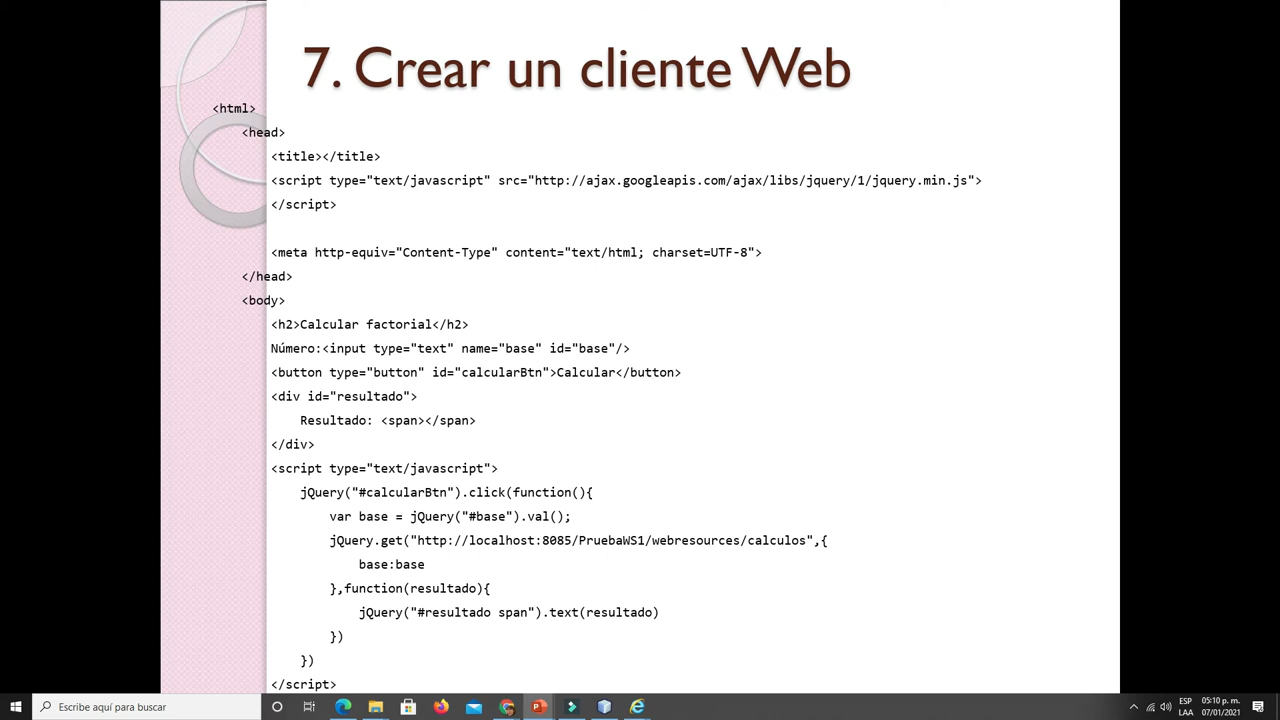 7. Crear un cliente Web
<html>
<head>
<title></title>
<script type="text/javascript" src="http://ajax.googleapis.com/ajax/libs/jquery/1/jquery.min.js">
</script>
<meta http-equiv="Content-Type" content="text/html; charset=UTF-8">
</head>
<body>
<h2>Calcular factorial</h2>
Número:<input type="text" name="base" id="base"/>
<button type="button" id="calcularBtn">Calcular</button>
<div id="resultado">
Resultado: <span></span>
</div>
<script type="text/javascript">
jQuery("#calcularBtn").click(function(){
var base = jQuery("#base").val();
jQuery.get("http://localhost:8085/PruebaWS1/webresources/calculos",{
base:base
},function(resultado){
jQuery("#resultado span").text(resultado)
})
})
</script>
Escribe aquí para buscar
ESP
LAA
05:10 p. m.
07/01/2021